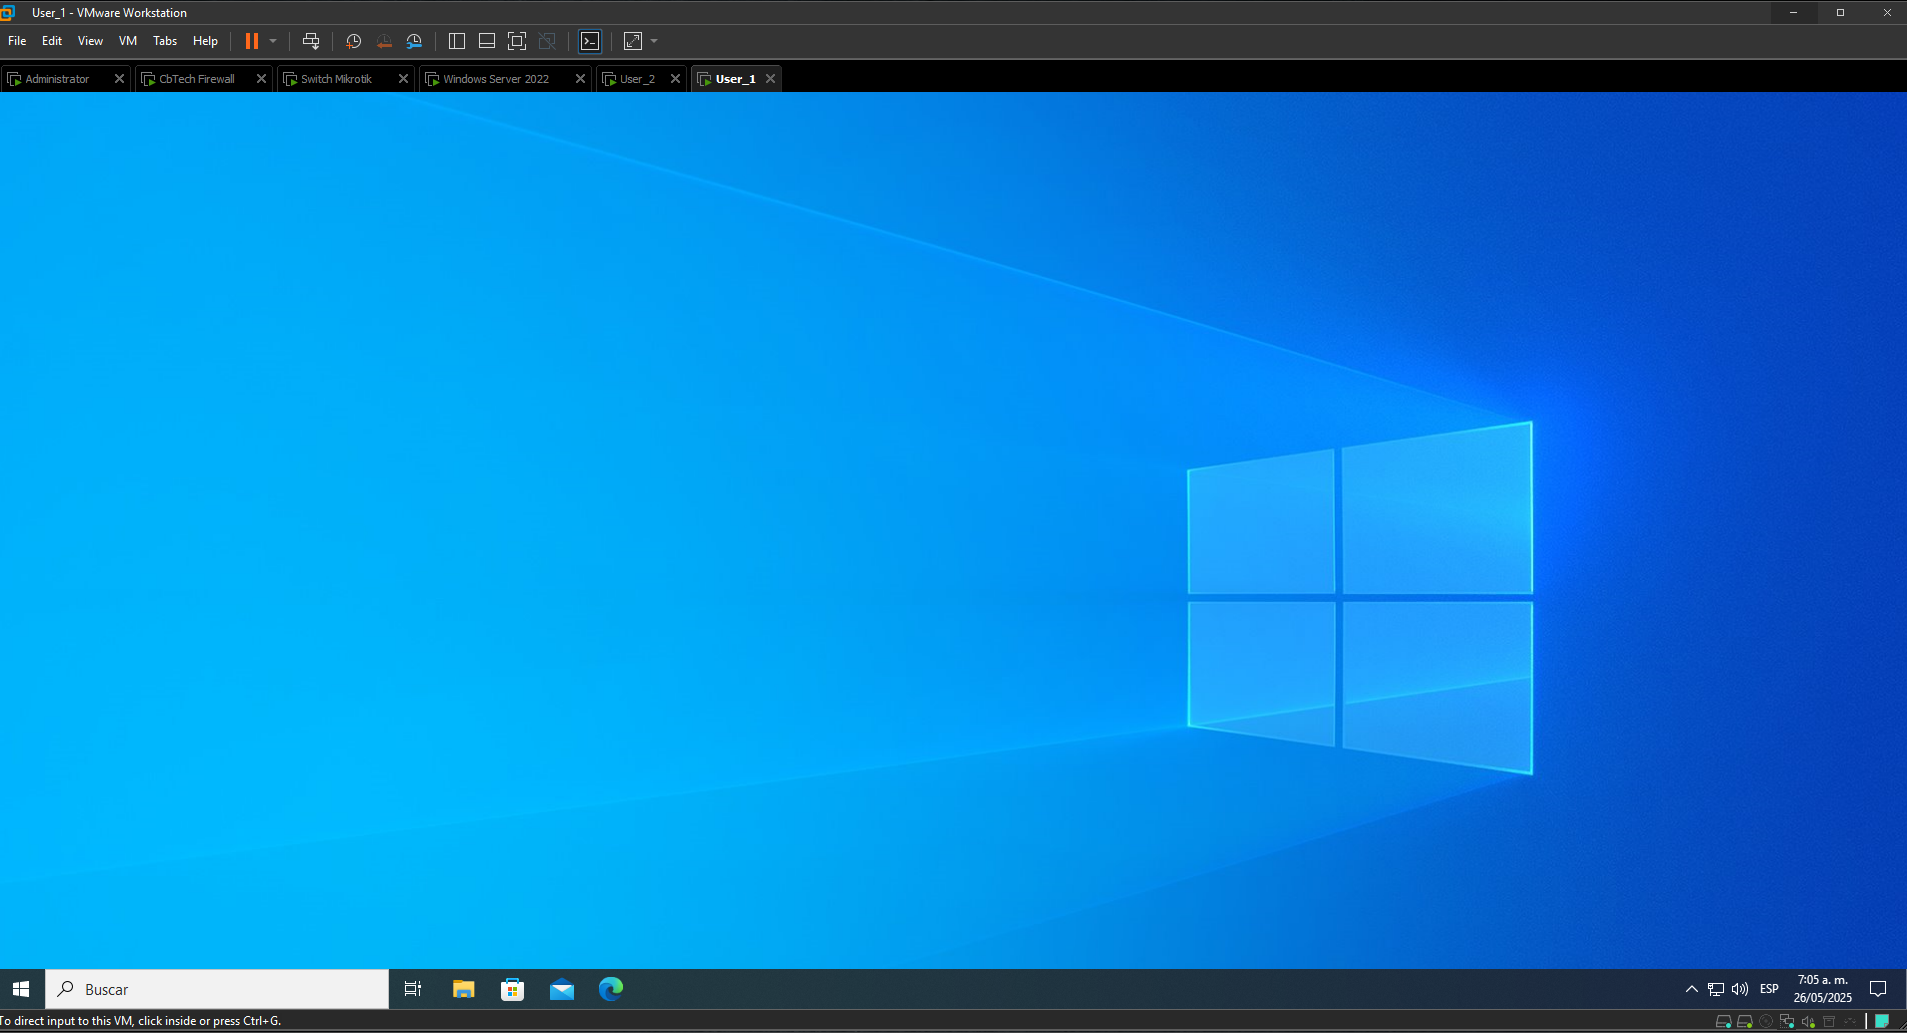 User_1 - VMware Workstation
File Edit View VM Tabs Help
Administrator CbTech Firewall Switch Mikrotik Windows Server 2022 User_2 User_1
Buscar
ESP
7:05 a. m.
26/05/2025
To direct input to this VM, click inside or press Ctrl+G.